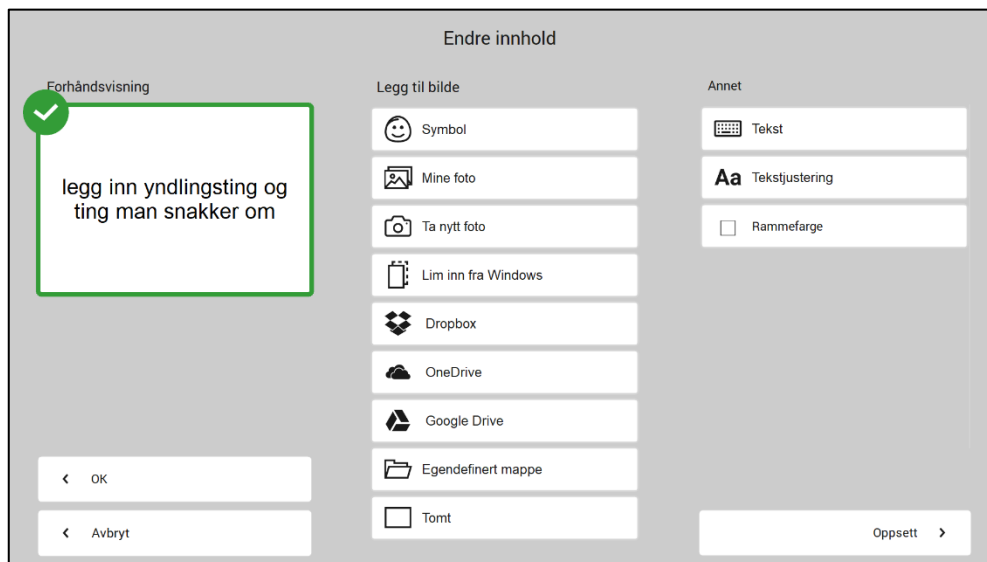 Endre innhold
Forhåndsvisning
legg inn yndlingsting og
ting man snakker om
OK
Avbryt
Legg til bilde
Symbol
Mine foto
Ta nytt foto
Lim inn fra Windows
Dropbox
OneDrive
Google Drive
Egendefinert mappe
Tomt
Annet
Tekst
Aa Tekstjustering
Rammefarge
Oppsett